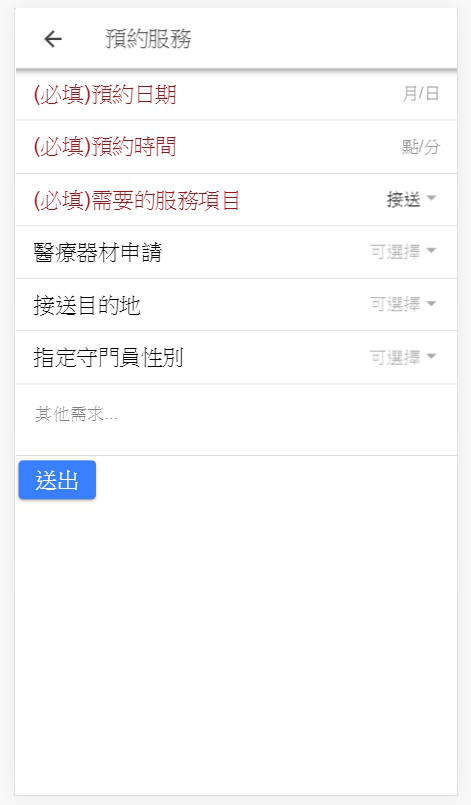 預約服務
(必填)預約日期 月/日
(必填)預約時間 點/分
(必填)需要的服務項目 接送
醫療器材申請 可選擇
接送目的地 可選擇
指定守門員性別 可選擇
其他需求...
送出